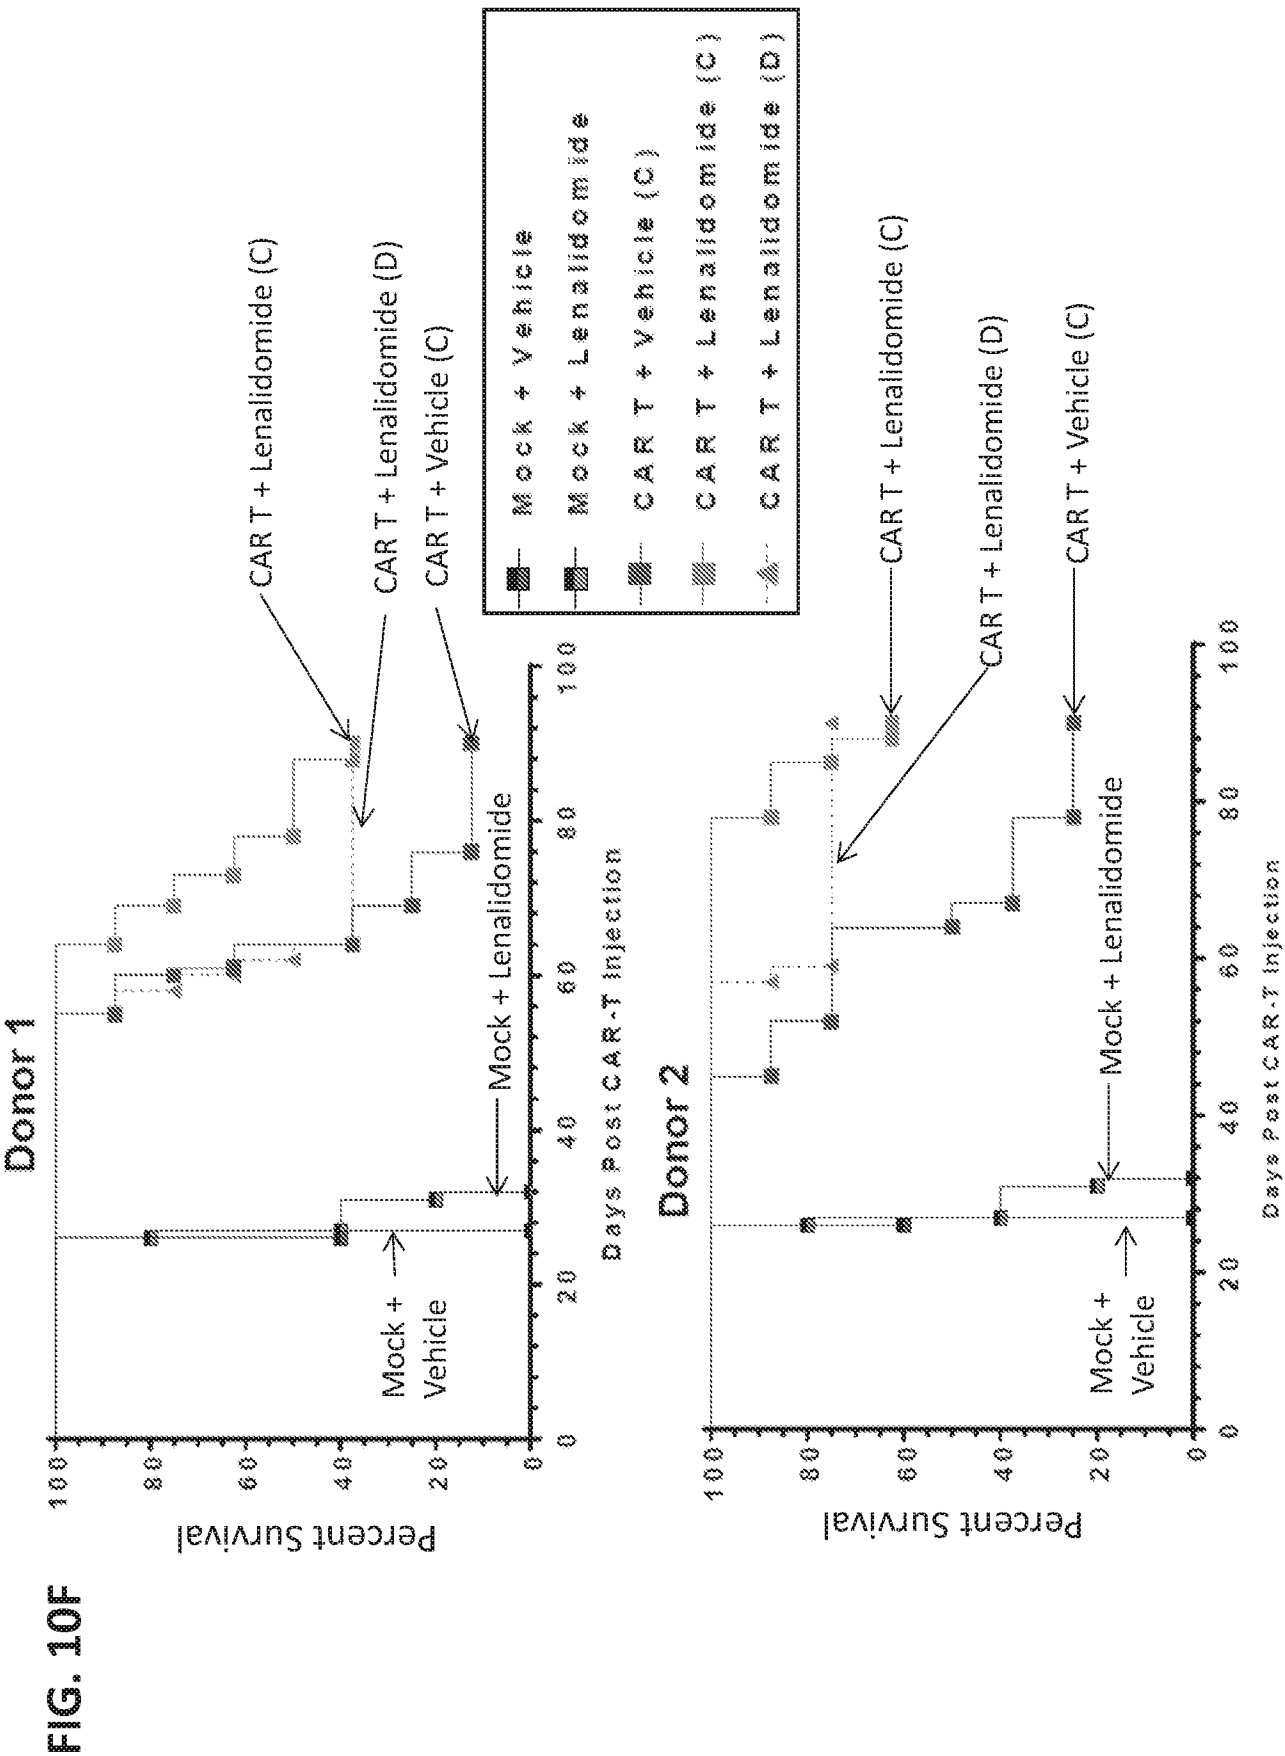 FIG. 10F
Donor 1
Percent Survival
100
80
60
40
20
0
0
20
40
60
80
100
Days Post CAR-T Injection
Mock +
Vehicle
Mock + Lenalidomide
CAR T + Lenalidomide (C)
CAR T + Lenalidomide (D)
CAR T + Vehicle (C)
Mock + Vehicle
Mock + Lenalidomide
CAR T + Vehicle (C)
CAR T + Lenalidomide (C)
CAR T + Lenalidomide (D)
Donor 2
Percent Survival
100
80
60
40
20
0
0
20
40
60
80
100
Days Post CAR-T Injection
Mock +
Vehicle
Mock + Lenalidomide
CAR T + Lenalidomide (C)
CAR T + Lenalidomide (D)
CAR T + Vehicle (C)